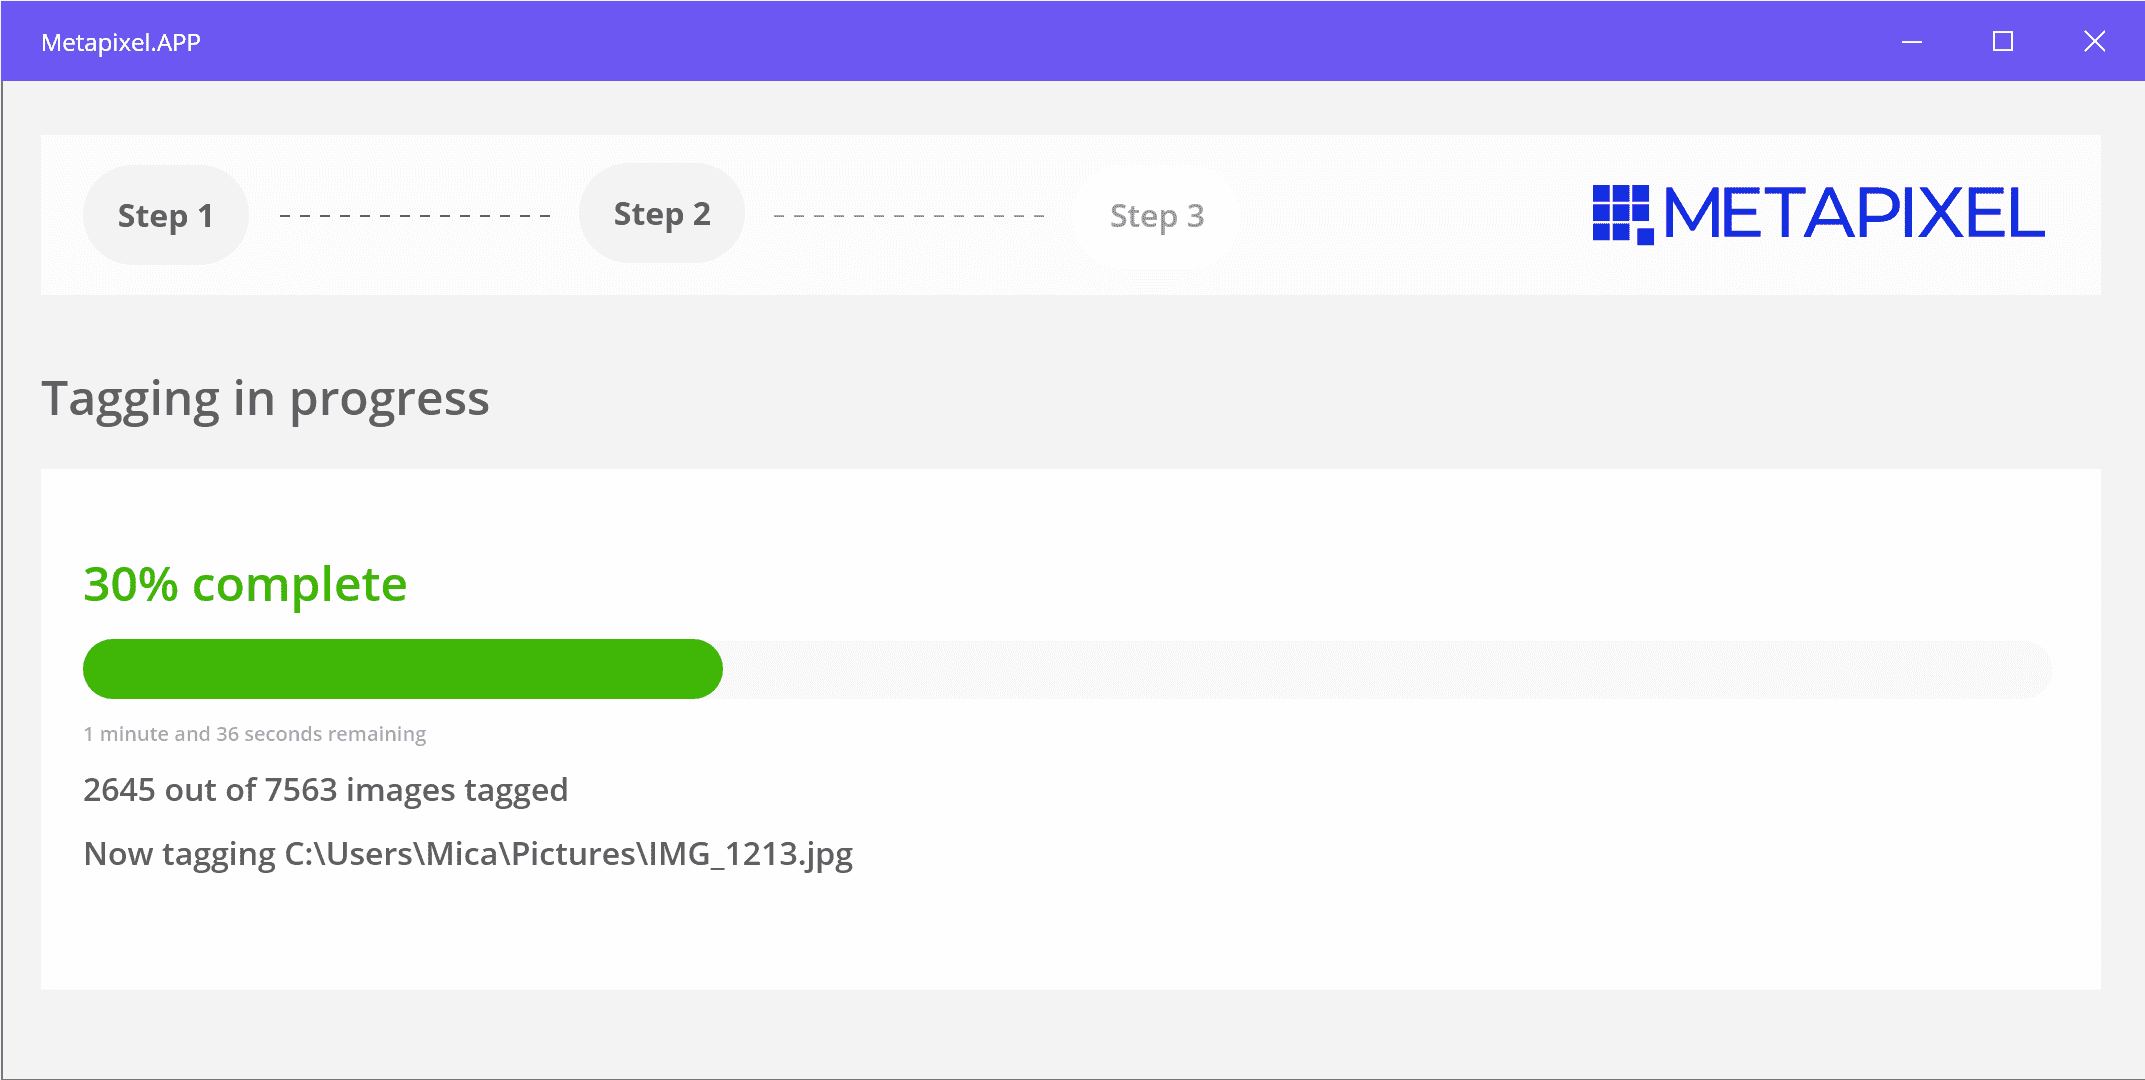 Metapixel.APP
Step 1
Step 2
Step 3
METAPIXEL
Tagging in progress
30% complete
1 minute and 36 seconds remaining
2645 out of 7563 images tagged
Now tagging C:\Users\Mica\Pictures\IMG_1213.jpg